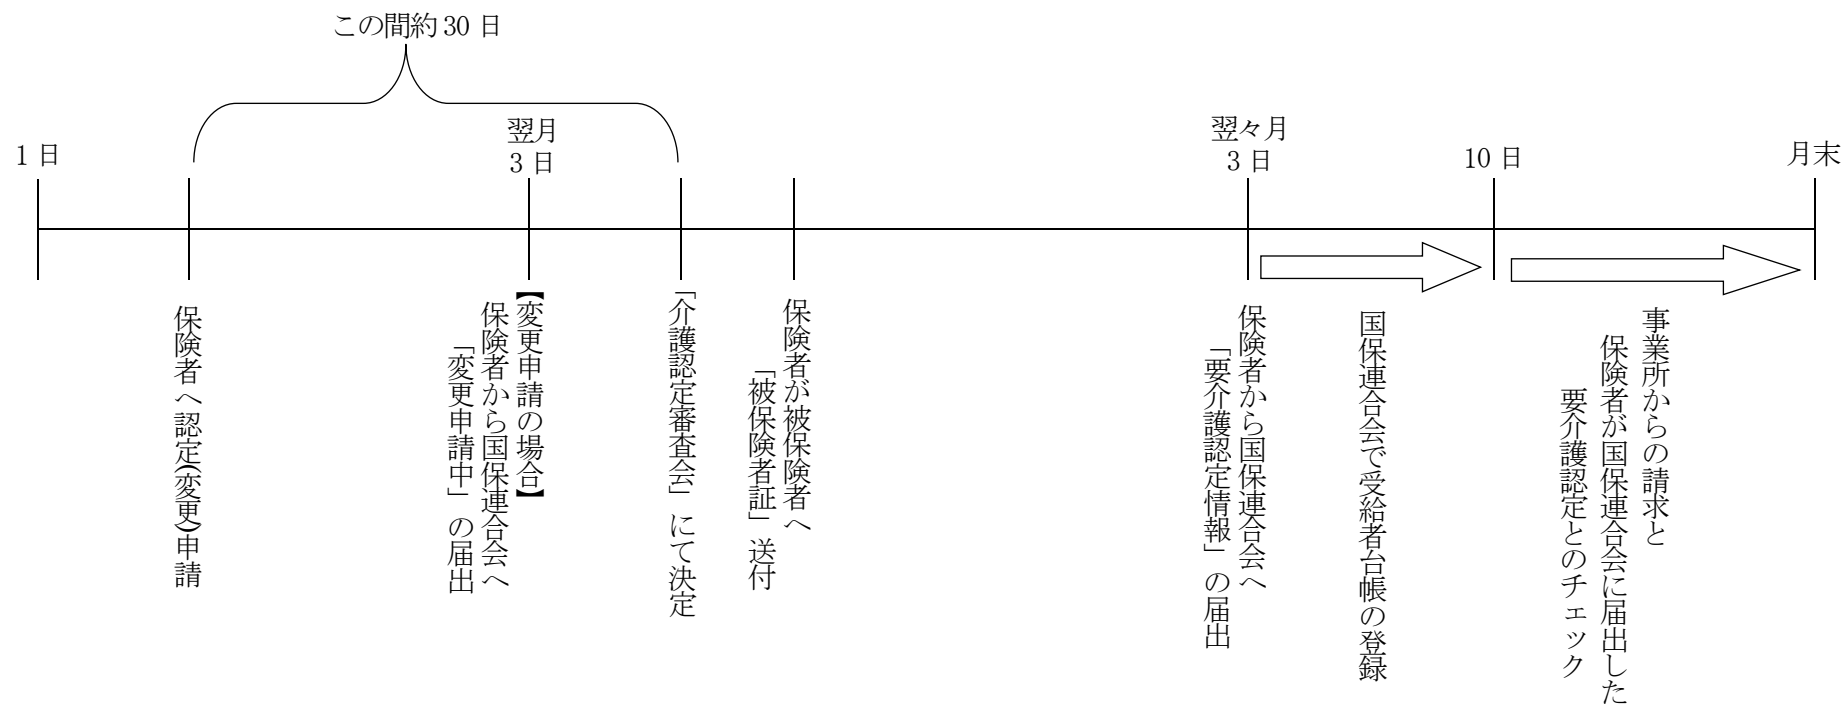 この間約30日
1日
翌月
3日
翌々月
3日
10日
月末
保険者へ認定(変更)申請
【変更申請の場合】
保険者から国保連合会へ
「変更申請中」の届出
「介護認定審査会」にて決定
保険者が被保険者へ
「被保険者証」送付
保険者から国保連合会へ
「要介護認定情報」の届出
国保連合会で受給者台帳の登録
事業所からの請求と
保険者が国保連合会に届出した
要介護認定とのチェック